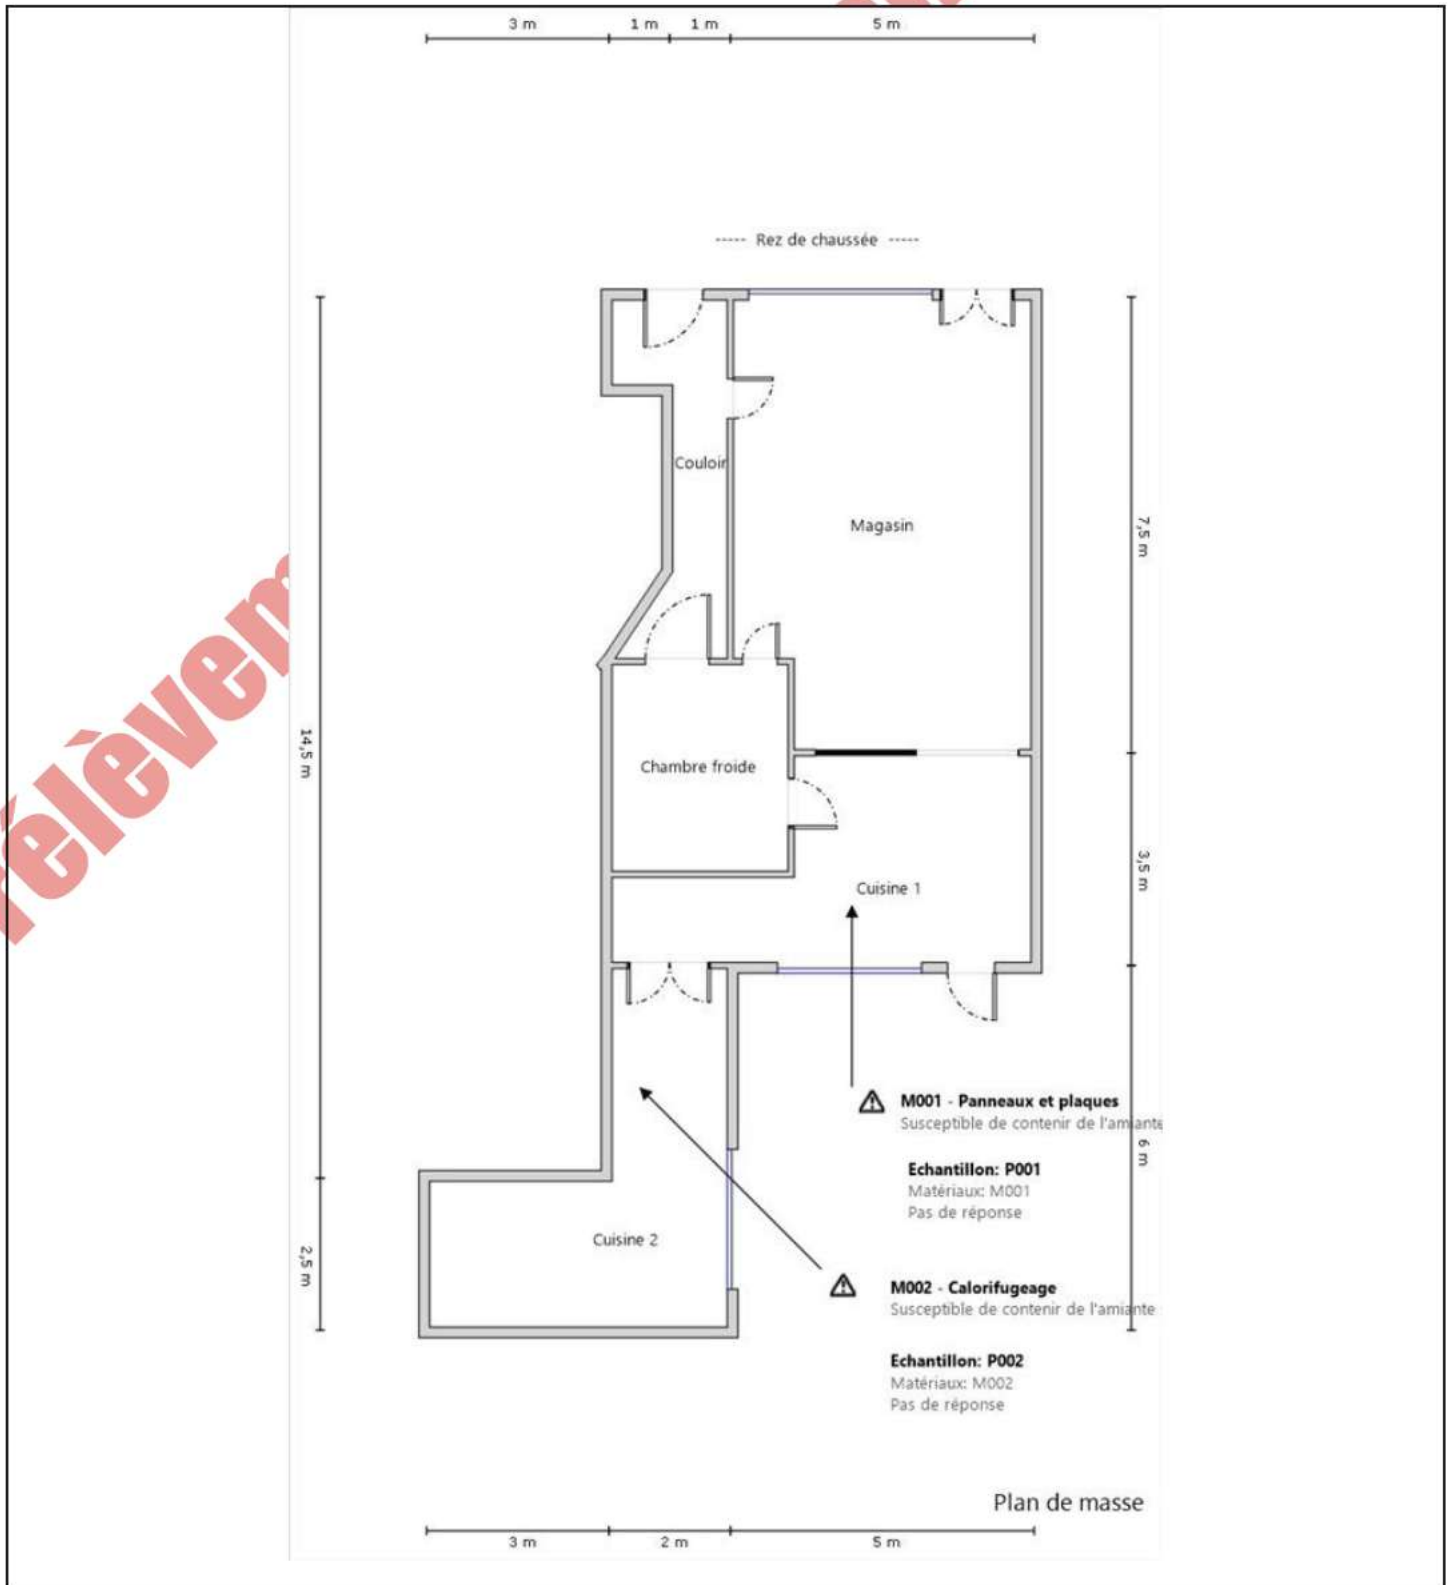 3 m 1 m 1 m 5 m
---- Rez de chaussée ----
Couloir
Magasin
7,5 m
14,5 m
Chambre froide
3,5 m
Cuisine 1
M001 - Panneaux et plaques
Susceptible de contenir de l'amiante
6 m
Echantillon: P001
Matériaux: M001
Pas de réponse
Cuisine 2
2,5 m
M002 - Calorifugeage
Susceptible de contenir de l'amiante
Echantillon: P002
Matériaux: M002
Pas de réponse
Plan de masse
3 m 2 m 5 m